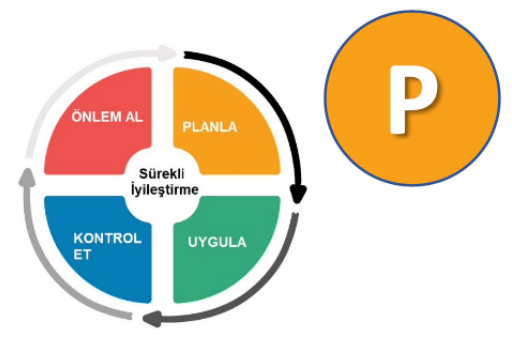 ÖNLEM AL
PLANLA
Sürekli
İyileştirme
KONTROL
ET
UYGULA
P